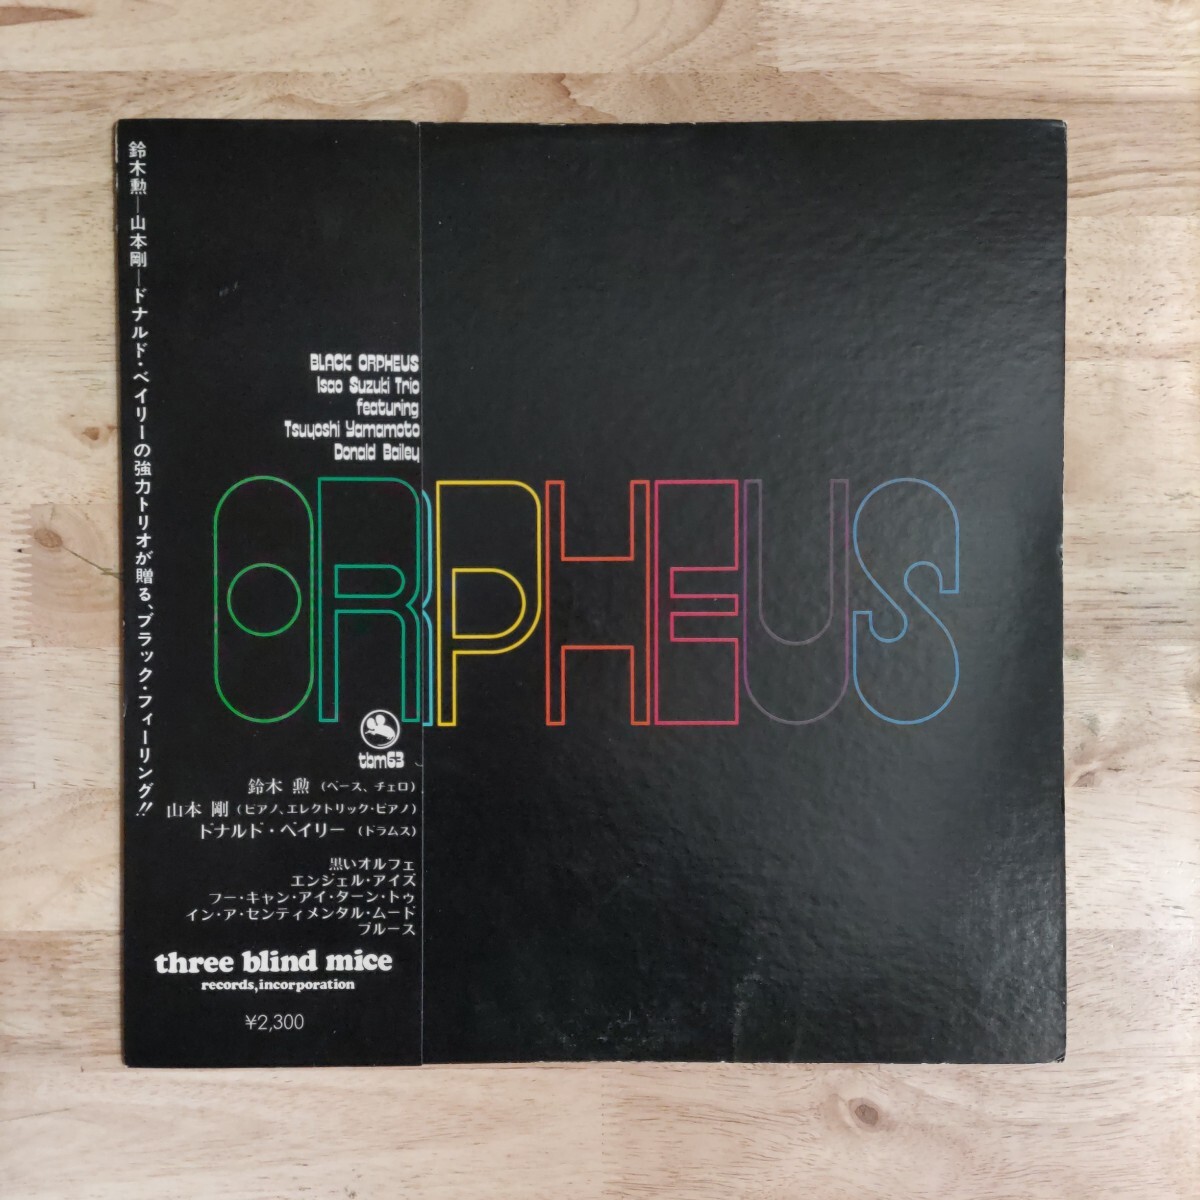 鈴木勲―山本剛―ドナルド・ベイリーの強力トリオが贈る、ブラック・フィーリング!!
BLACK ORPHEUS
Isao Suzuki Trio
featuring
Tsuyoshi Yamamoto
Donald Bailey
ORPHEUS
tbm63
鈴木 勲（ベース、チェロ）
山本 剛（ピアノ、エレクトリック・ピアノ）
ドナルド・ベイリー（ドラムス）
黒いオルフェ
エンジェル・アイズ
フー・キャン・アイ・ターン・トゥ
イン・ア・センティメンタル・ムード
ブルース
three blind mice
records,incorporation
¥2,300